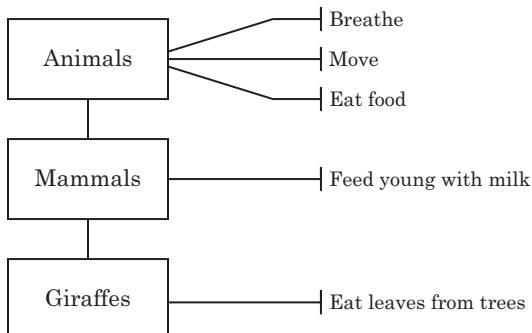 Animals
Breathe
Move
Eat food
Mammals
Feed young with milk
Giraffes
Eat leaves from trees